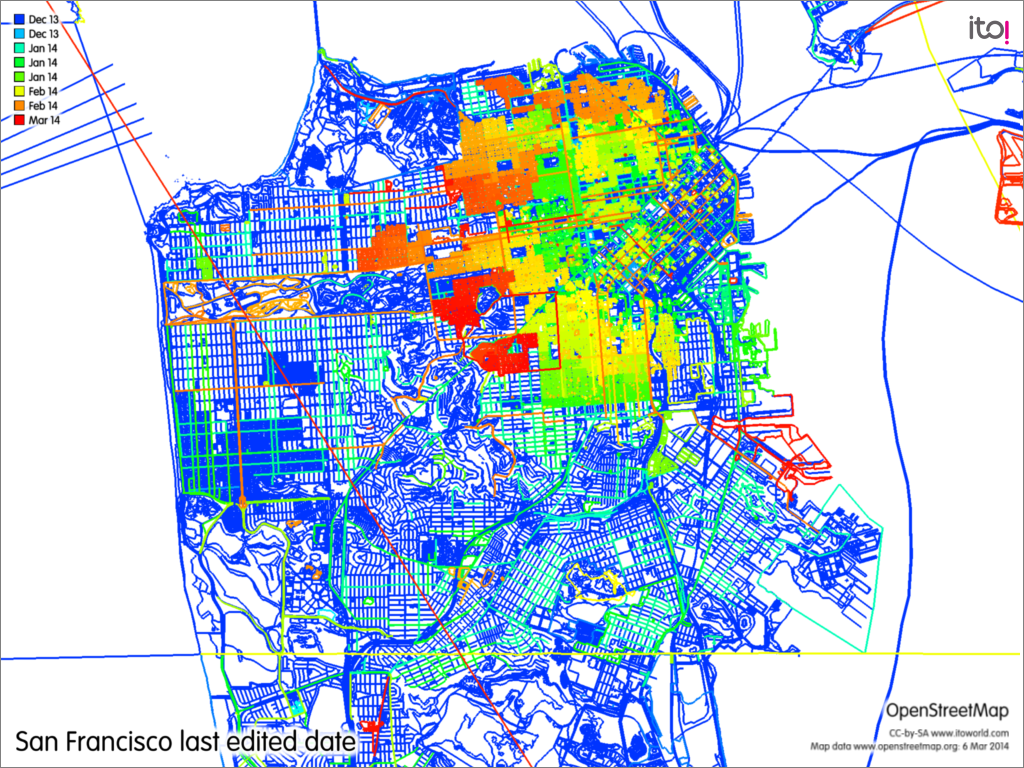 Dec 13
Dec 13
Jan 14
Jan 14
Jan 14
Feb 14
Feb 14
Mar 14
ito!
San Francisco last edited date
OpenStreetMap
CC-by-SA www.itoworld.com
Map data www.openstreetmap.org: 6 Mar 2014